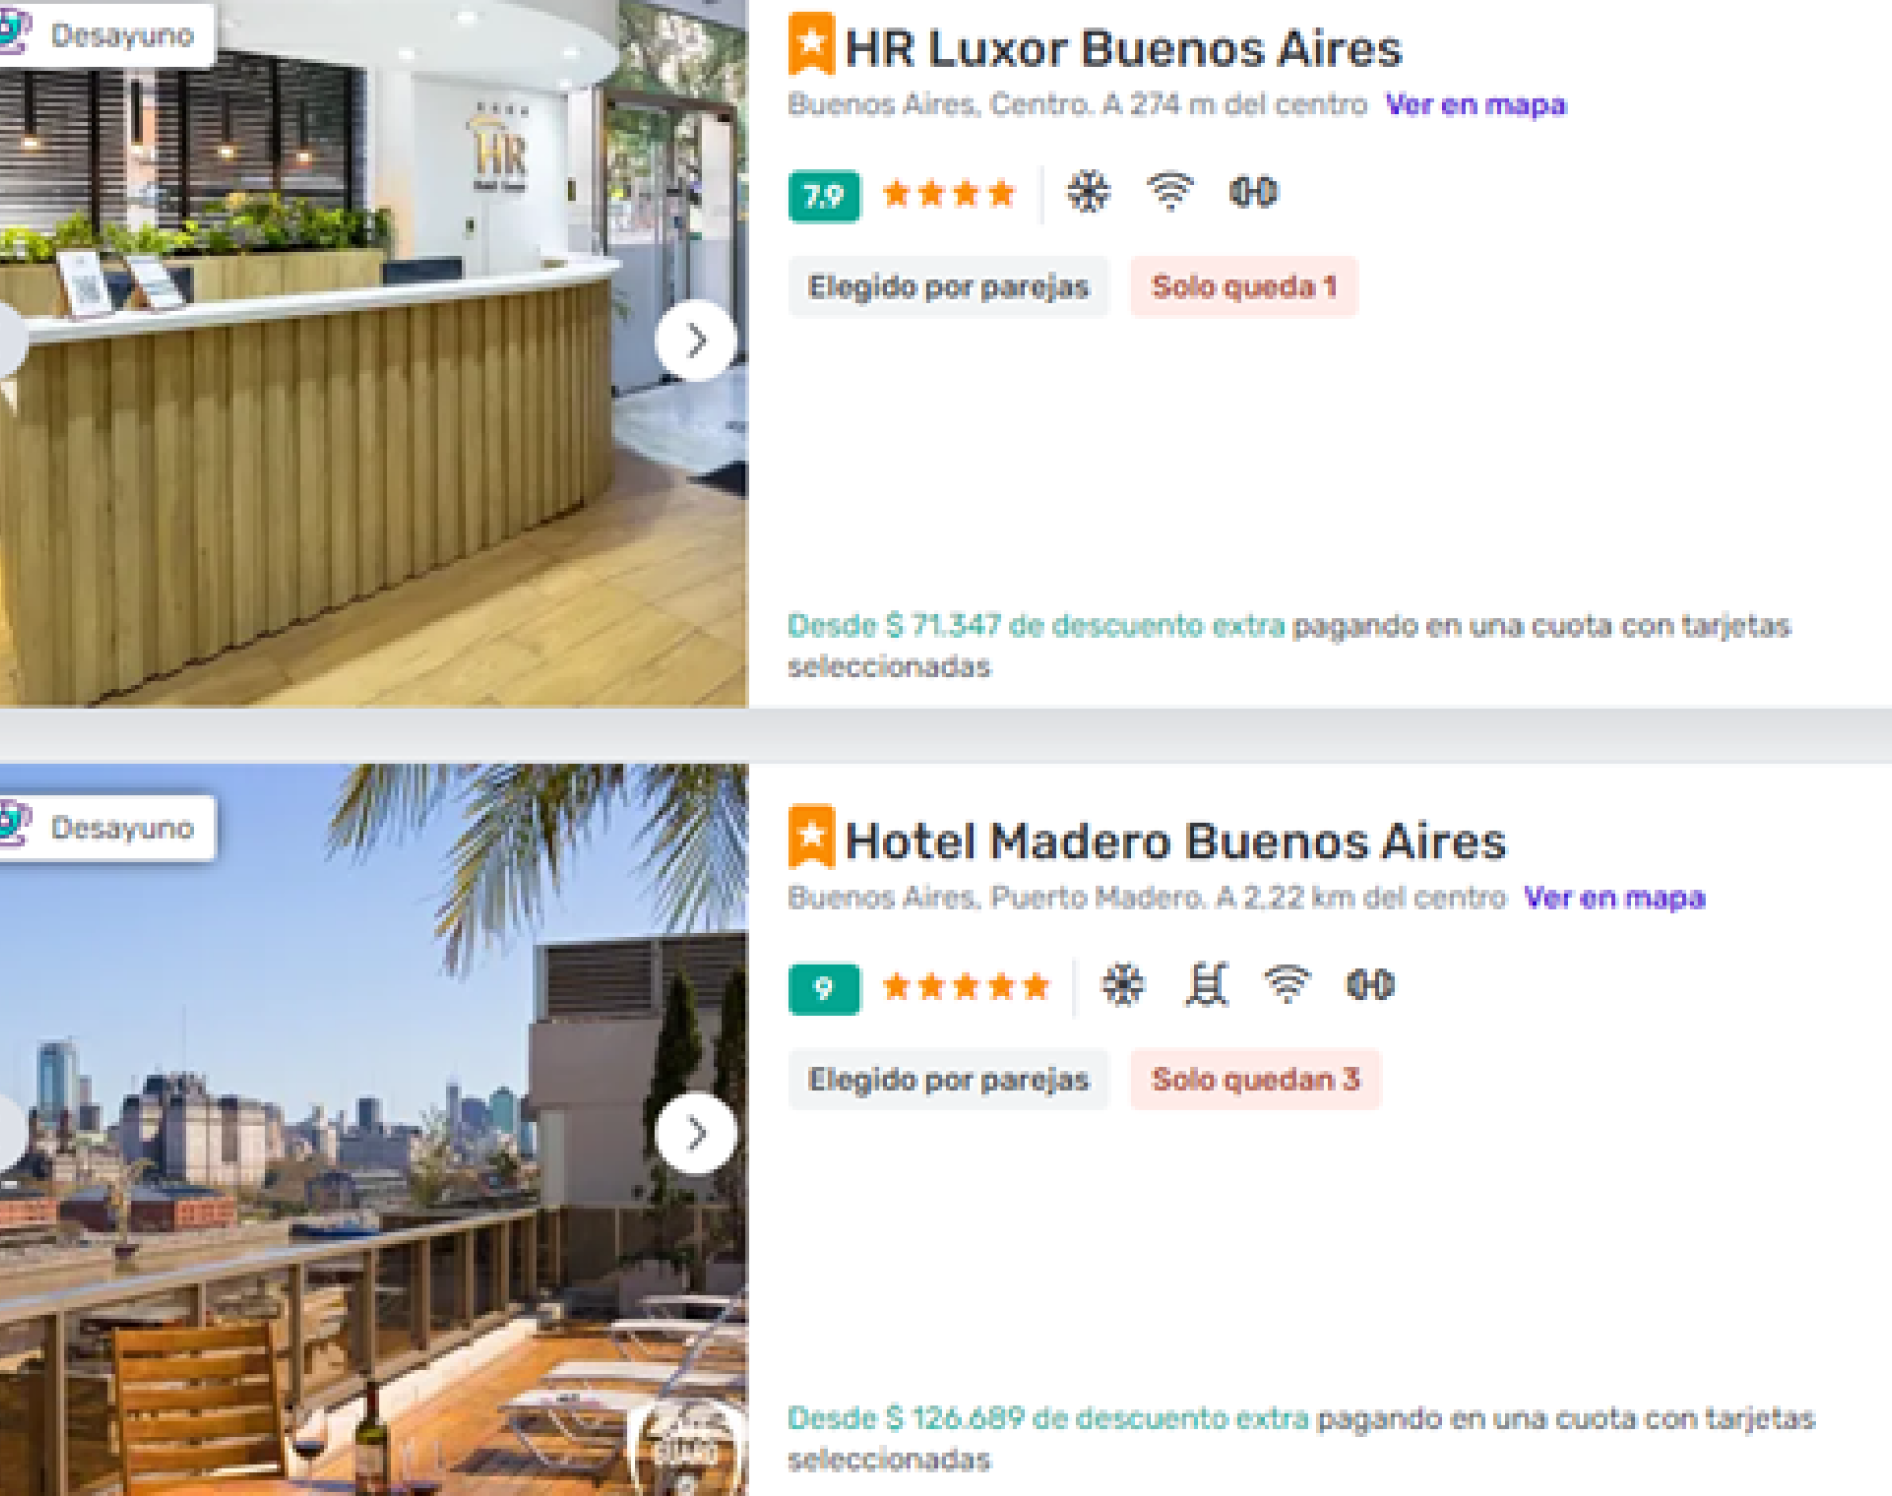 Desayuno
HR
HR Luxor Buenos Aires
Buenos Aires, Centro. A 274 m del centro Ver en mapa
7.9
Elegido por parejas Solo queda 1
Desde $ 71.347 de descuento extra pagando en una cuota con tarjetas
seleccionadas
Desayuno
Hotel Madero Buenos Aires
Buenos Aires, Puerto Madero. A 2,22 km del centro Ver en mapa
9
Elegido por parejas Solo quedan 3
Desde $ 126.689 de descuento extra pagando en una cuota con tarjetas
seleccionadas